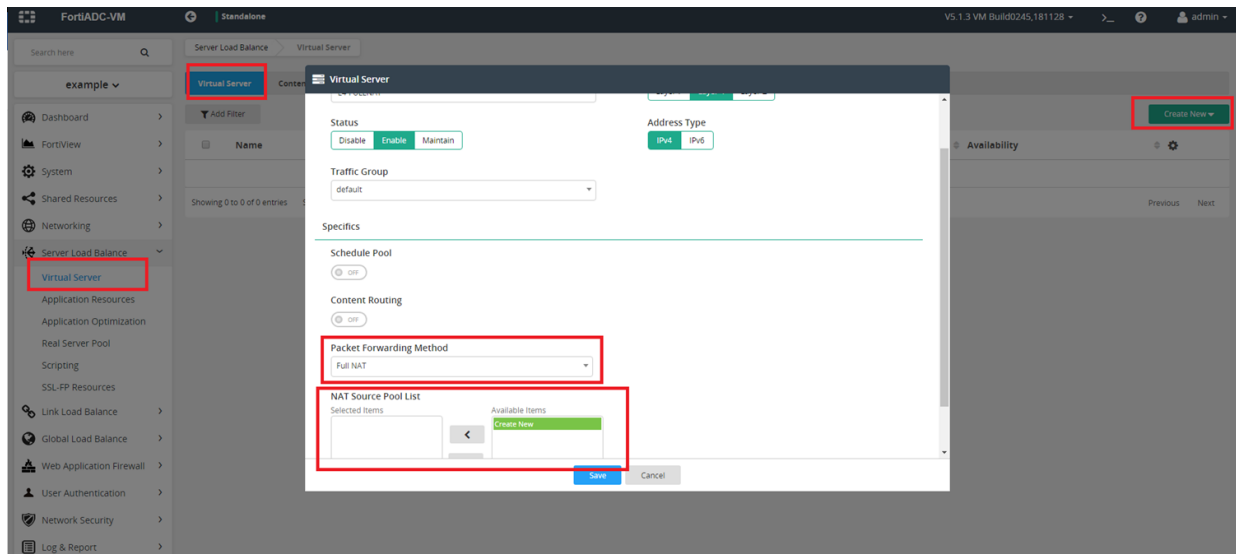 FortiADC-VM
Standalone
V5.1.3 VM Build0245,181128
>_
admin
Search here
Server Load Balance
Virtual Server
example
Virtual Server
Virtual Server
Add Filter
Create New
Status
Address Type
Dashboard
Disable
Enable
Maintain
IPv4
IPv6
FortiView
Name
Availability
System
Traffic Group
default
Shared Resources
Showing 0 to 0 of 0 entries
Previous
Next
Networking
Specifics
Server Load Balance
Schedule Pool
OFF
Virtual Server
Application Resources
Content Routing
OFF
Application Optimization
Real Server Pool
Packet Forwarding Method
Full NAT
Scripting
SSL-FP Resources
NAT Source Pool List
Selected Items
Available Items
Create New
Link Load Balance
Global Load Balance
Web Application Firewall
Save
Cancel
User Authentication
Network Security
Log & Report